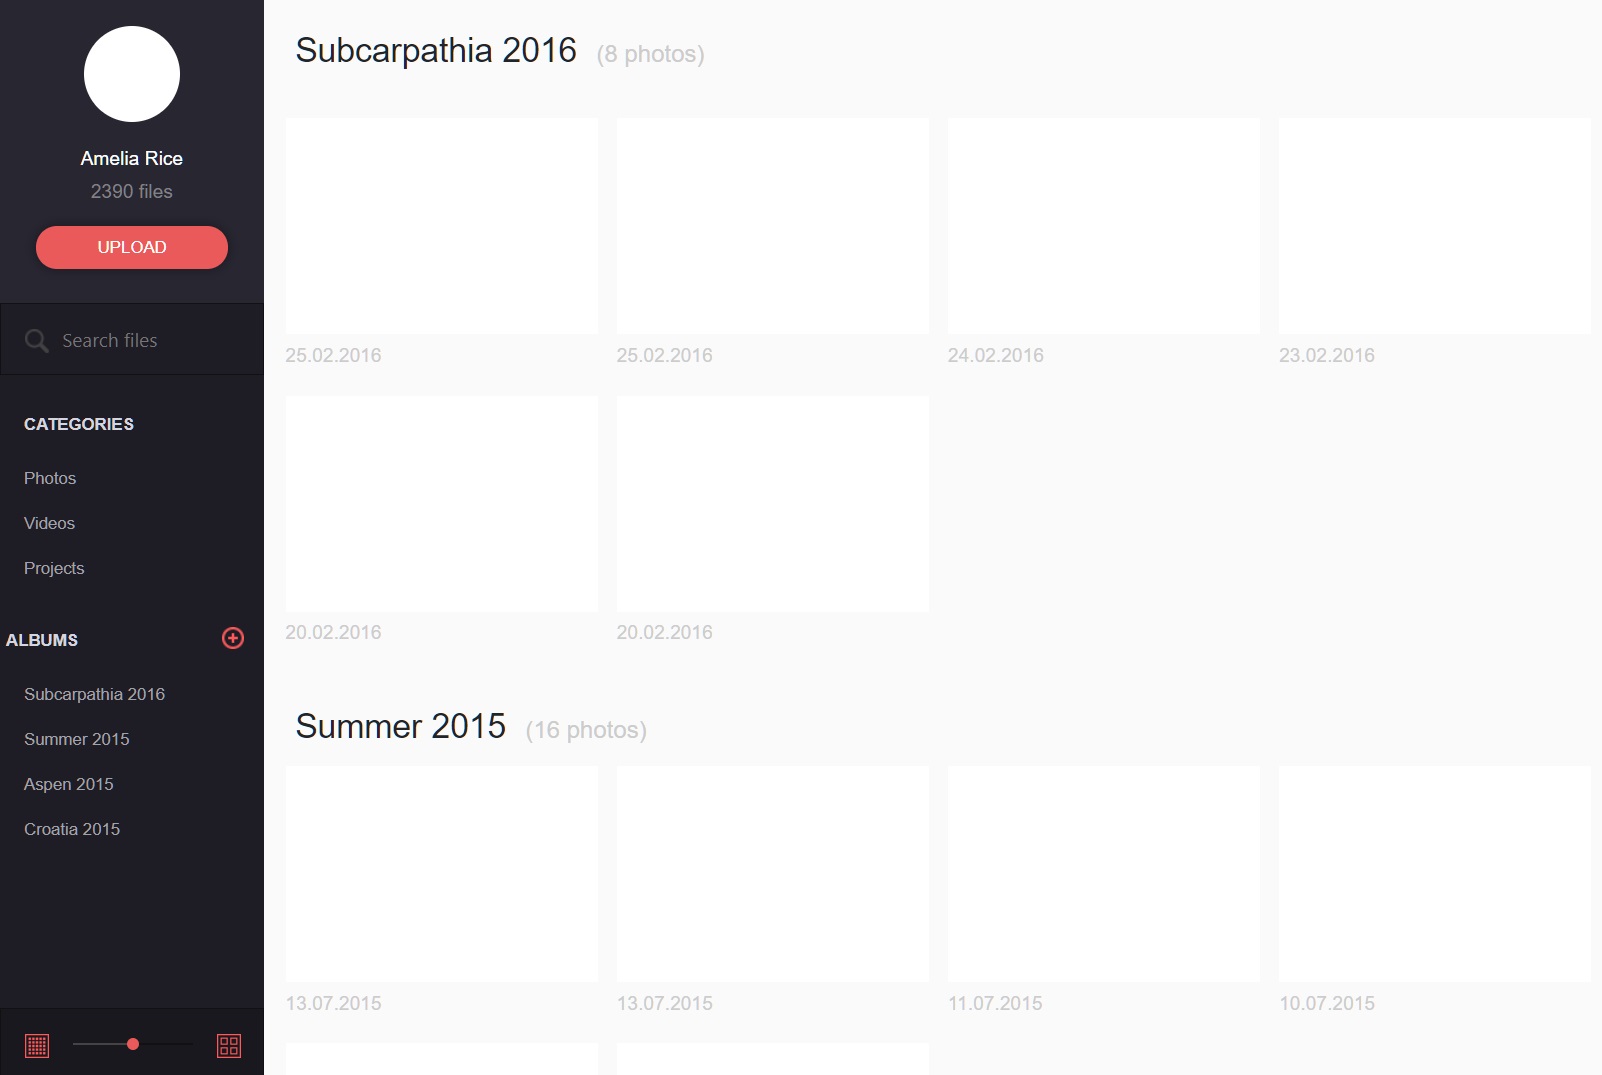 Amelia Rice
2390 files
UPLOAD
Search files
CATEGORIES
Photos
Videos
Projects
ALBUMS
Subcarpathia 2016
Summer 2015
Aspen 2015
Croatia 2015
Subcarpathia 2016 (8 photos)
25.02.2016 25.02.2016 24.02.2016 23.02.2016
20.02.2016 20.02.2016
Summer 2015 (16 photos)
13.07.2015 13.07.2015 11.07.2015 10.07.2015